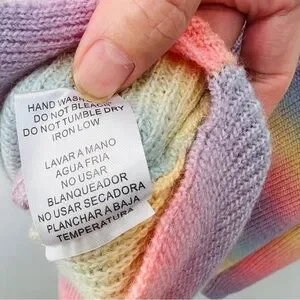 HAND WASH
DO NOT BLEACH
DO NOT TUMBLE DRY
IRON LOW
LAVAR A MANO
AGUA FRIA
NO USAR
BLANQUEADOR
NO USAR SECADORA
PLANCHAR A BAJA
TEMPERATURA